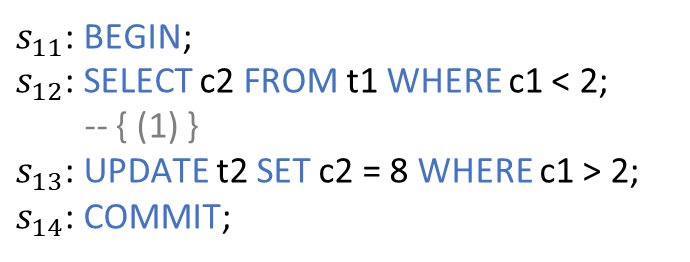 s₁₁: BEGIN;
s₁₂: SELECT c2 FROM t1 WHERE c1 < 2;
-- { (1) }
s₁₃: UPDATE t2 SET c2 = 8 WHERE c1 > 2;
s₁₄: COMMIT;